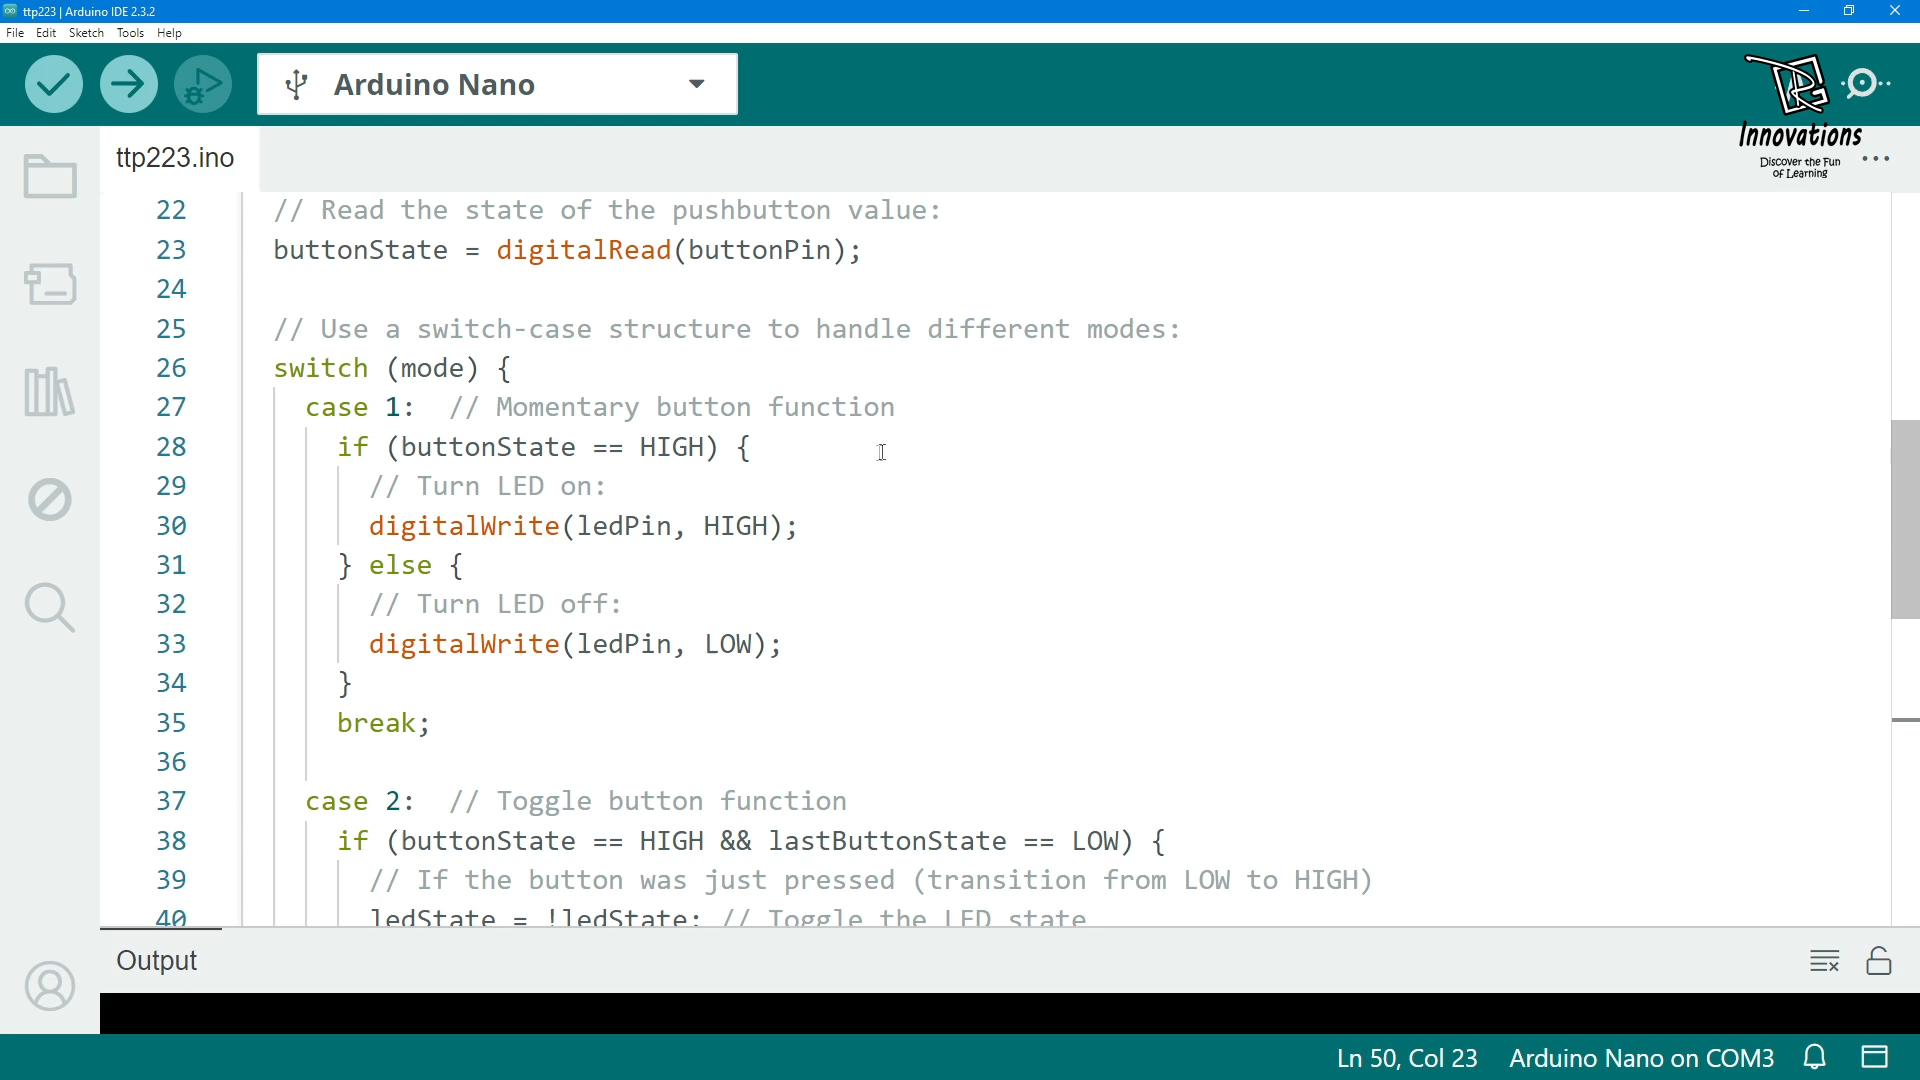 ttp223 | Arduino IDE 2.3.2
File Edit Sketch Tools Help
Arduino Nano
Innovations
Discover the Fun
of Learning
ttp223.ino
22 // Read the state of the pushbutton value:
23 buttonState = digitalRead(buttonPin);
24
25 // Use a switch-case structure to handle different modes:
26 switch (mode) {
27 case 1: // Momentary button function
28 if (buttonState == HIGH) {
29 // Turn LED on:
30 digitalWrite(ledPin, HIGH);
31 } else {
32 // Turn LED off:
33 digitalWrite(ledPin, LOW);
34 }
35 break;
36
37 case 2: // Toggle button function
38 if (buttonState == HIGH && lastButtonState == LOW) {
39 // If the button was just pressed (transition from LOW to HIGH)
40 ledState = !ledState; // Toggle the LED state
Output
Ln 50, Col 23 Arduino Nano on COM3